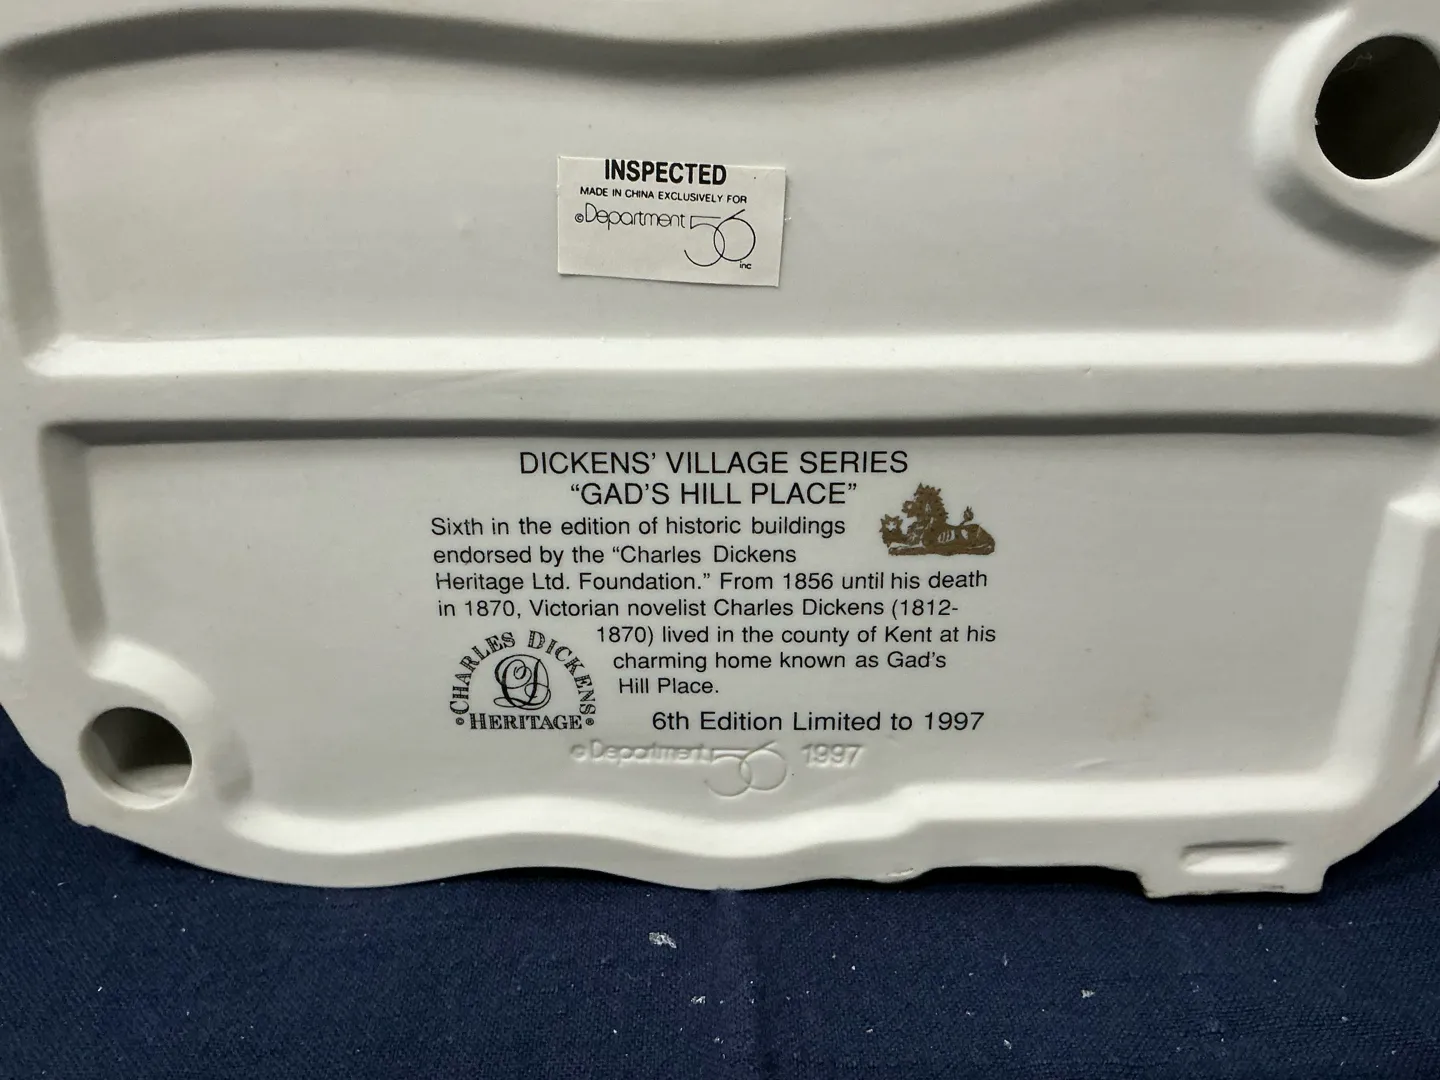 INSPECTED
MADE IN CHINA EXCLUSIVELY FOR
©Department 56
inc
DICKENS' VILLAGE SERIES
“GAD'S HILL PLACE”
Sixth in the edition of historic buildings
endorsed by the “Charles Dickens
Heritage Ltd. Foundation.” From 1856 until his death
in 1870, Victorian novelist Charles Dickens (1812-
1870) lived in the county of Kent at his
charming home known as Gad's
Hill Place.
CHARLES DICKENS
CD
HERITAGE
6th Edition Limited to 1997
©Department 56 1997